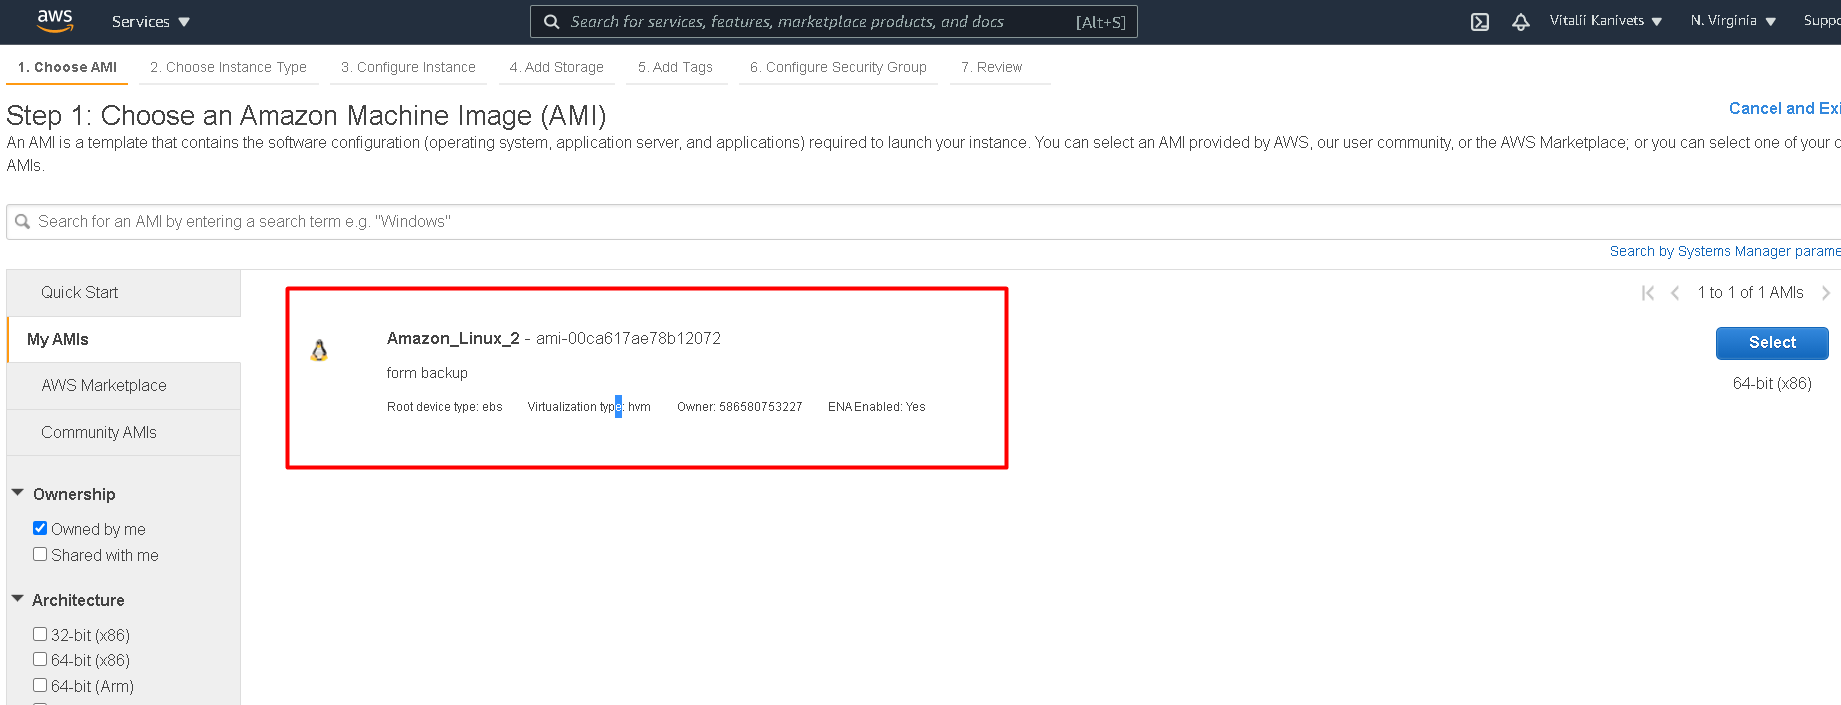 aws Services Search for services, features, marketplace products, and docs [Alt+S] Vitalii Kanivets N. Virginia Suppo
1. Choose AMI 2. Choose Instance Type 3. Configure Instance 4. Add Storage 5. Add Tags 6. Configure Security Group 7. Review
Step 1: Choose an Amazon Machine Image (AMI) Cancel and Exi
An AMI is a template that contains the software configuration (operating system, application server, and applications) required to launch your instance. You can select an AMI provided by AWS, our user community, or the AWS Marketplace; or you can select one of your o
AMIs.
Search for an AMI by entering a search term e.g. "Windows"
Search by Systems Manager parame
Quick Start
My AMIs
AWS Marketplace
Community AMIs
Ownership
Owned by me
Shared with me
Architecture
32-bit (x86)
64-bit (x86)
64-bit (Arm)
1 to 1 of 1 AMIs
Amazon_Linux_2 - ami-00ca617ae78b12072
form backup
Root device type: ebs Virtualization type: hvm Owner: 586580753227 ENA Enabled: Yes
Select
64-bit (x86)